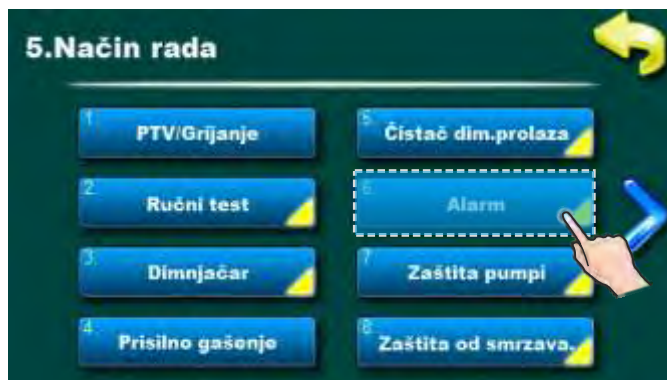 5.Način rada
1
PTV/Grijanje
2
Ručni test
3
Dimnjačar
4
Prisilno gašenje
5
Čistač dim.prolaza
6
Alarm
7
Zaštita pumpi
8
Zaštita od smrzava.